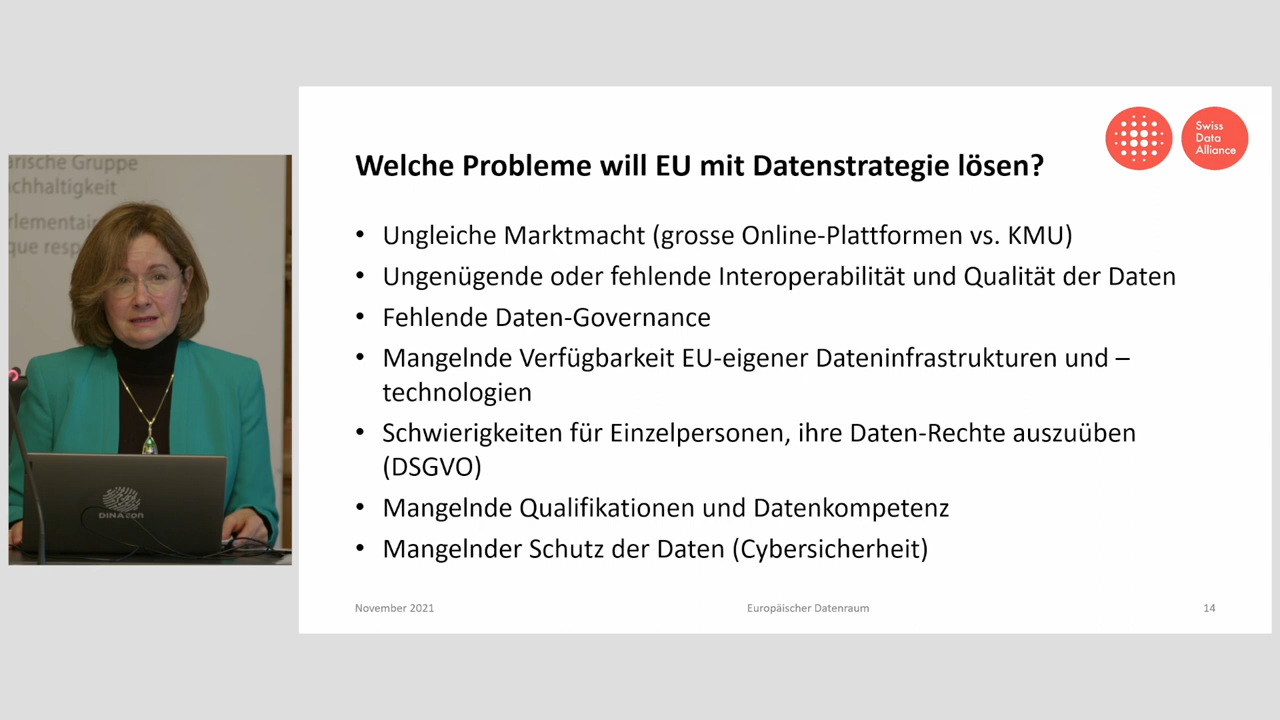 arische Gruppe
chhaltigkeit
rlementair
que resp
DINAcon
Swiss
Data
Alliance
Welche Probleme will EU mit Datenstrategie lösen?
• Ungleiche Marktmacht (grosse Online-Plattformen vs. KMU)
• Ungenügende oder fehlende Interoperabilität und Qualität der Daten
• Fehlende Daten-Governance
• Mangelnde Verfügbarkeit EU-eigener Dateninfrastrukturen und –
technologien
• Schwierigkeiten für Einzelpersonen, ihre Daten-Rechte auszuüben
(DSGVO)
• Mangelnde Qualifikationen und Datenkompetenz
• Mangelnder Schutz der Daten (Cybersicherheit)
November 2021
Europäischer Datenraum
14